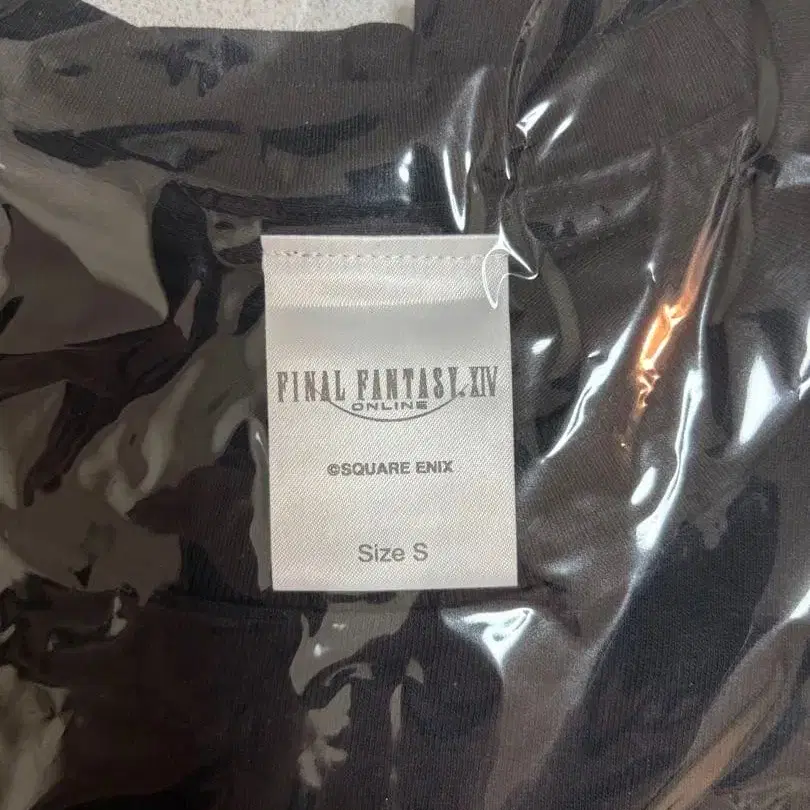 FINAL FANTASY XIV
ONLINE
©SQUARE ENIX
Size S